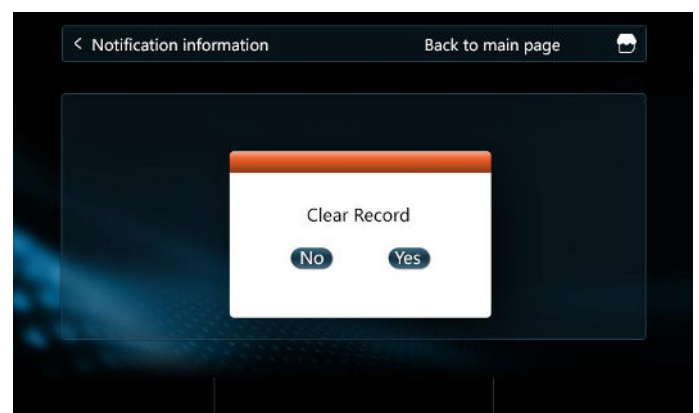 < Notification information Back to main page
Clear Record
No Yes